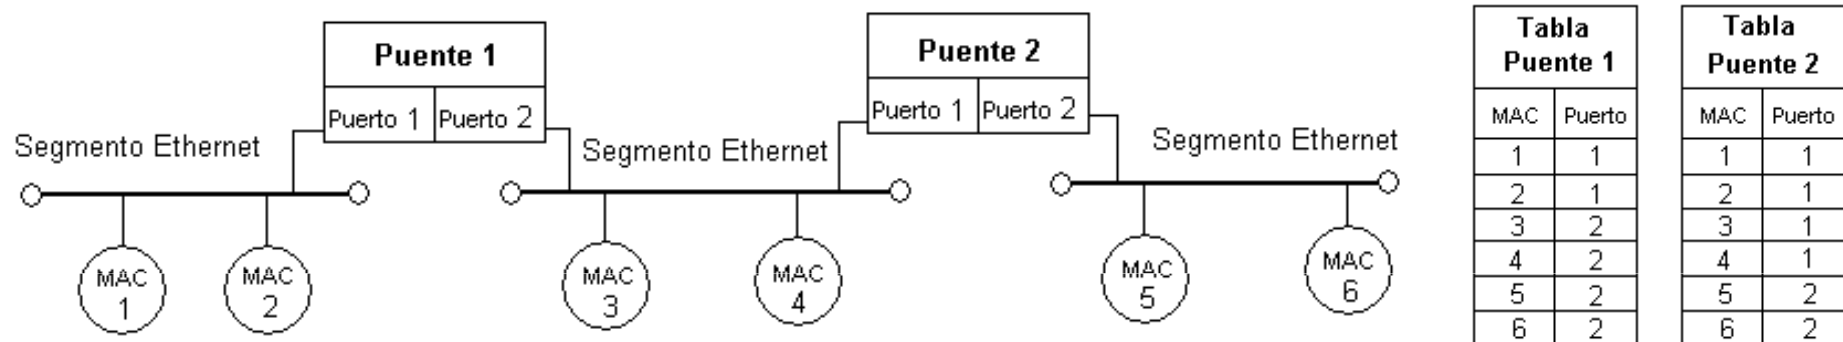 Puente 1
Puerto 1 Puerto 2
Puente 2
Puerto 1 Puerto 2
Segmento Ethernet
Segmento Ethernet
Segmento Ethernet
MAC
1
MAC
2
MAC
3
MAC
4
MAC
5
MAC
6
Tabla
Puente 1
MAC Puerto
1 1
2 1
3 2
4 2
5 2
6 2
Tabla
Puente 2
MAC Puerto
1 1
2 1
3 1
4 1
5 2
6 2